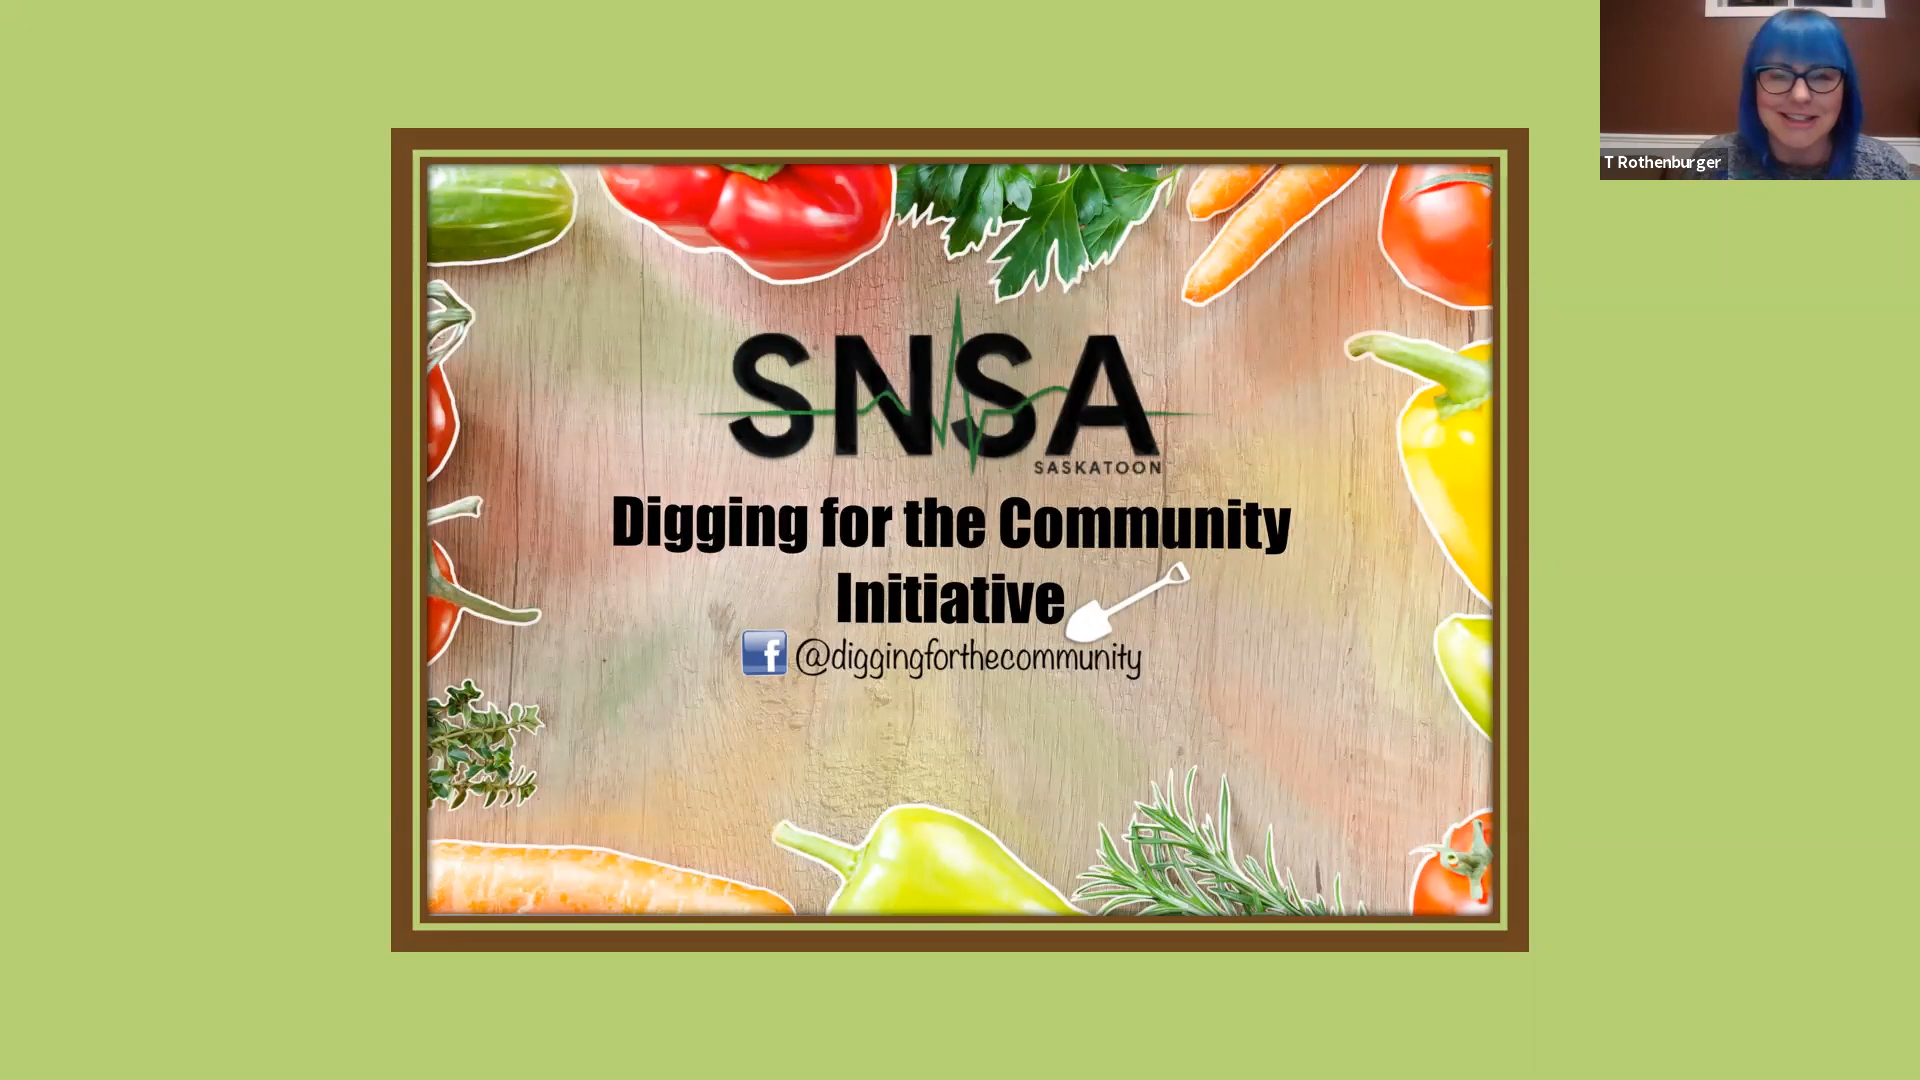 T Rothenburger
SNSA
SASKATOON
Digging for the Community
Initiative
f @diggingforthecommunity